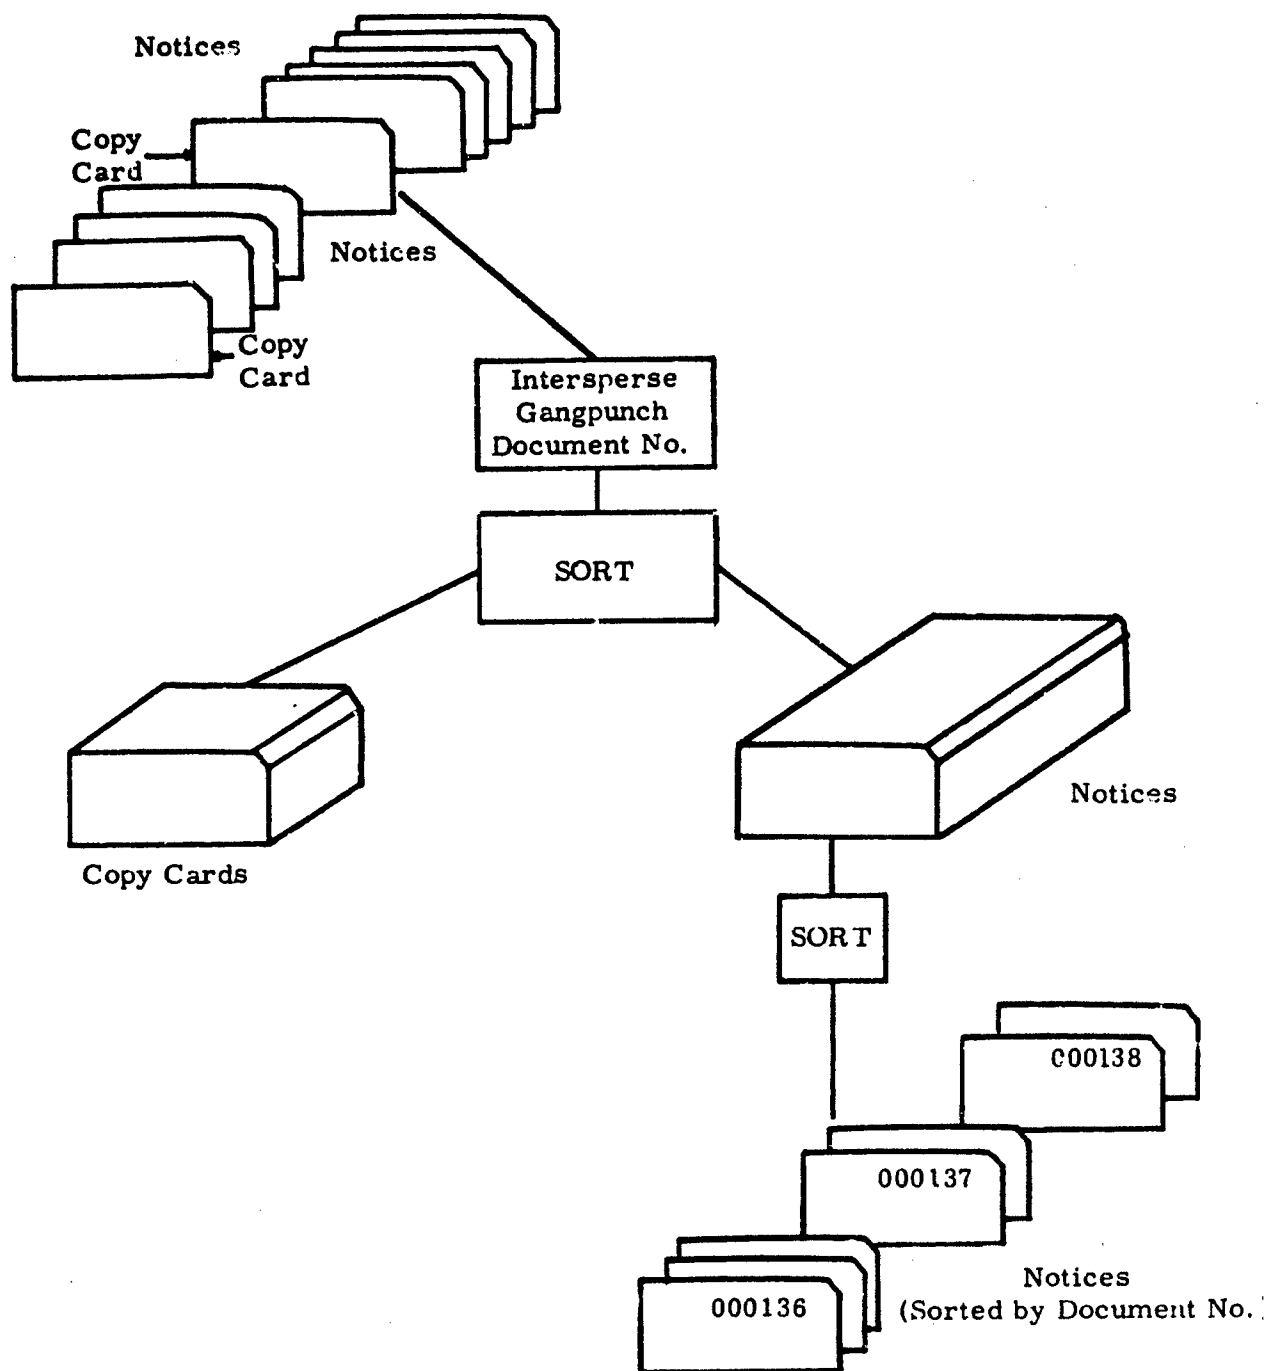 Notices
Copy
Card
Notices
Copy
Card
Intersperse
Gangpunch
Document No.
SORT
Notices
Copy Cards
SORT
000138
000137
Notices
000136
(Sorted by Document No.)